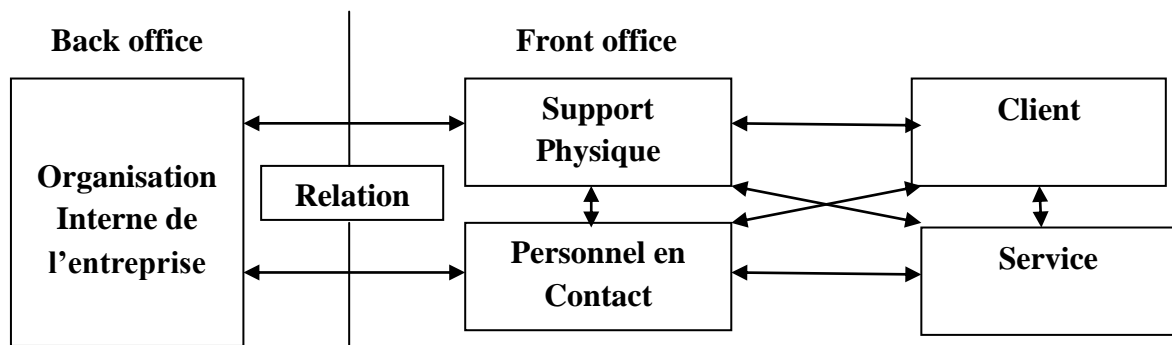 Back office
Front office
Organisation
Interne de
l’entreprise
Relation
Support
Physique
Personnel en
Contact
Client
Service